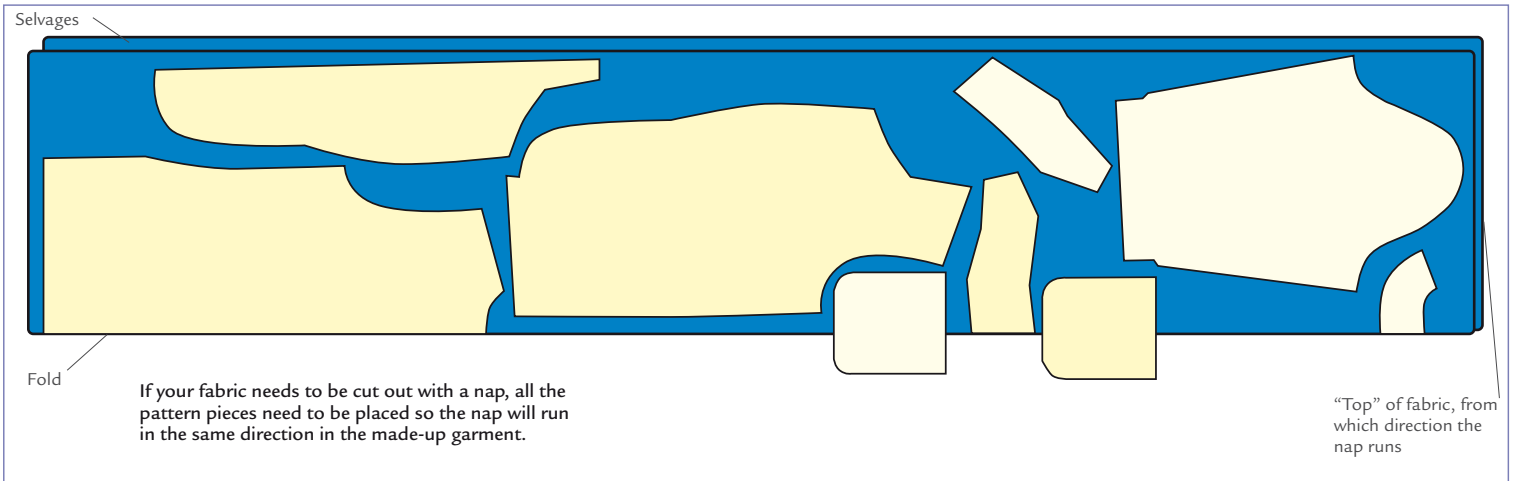 Selvages
Fold
If your fabric needs to be cut out with a nap, all the
pattern pieces need to be placed so the nap will run
in the same direction in the made-up garment.
“Top” of fabric, from
which direction the
nap runs